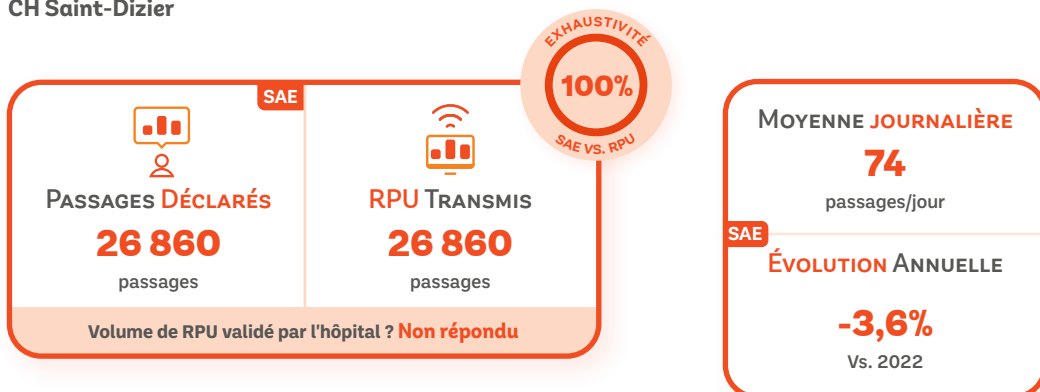 CH Saint-Dizier
EXHAUSTIVITÉ
100%
SAE VS. RPU
SAE
PASSAGES DÉCLARÉS
26 860
passages
RPU TRANSMIS
26 860
passages
Volume de RPU validé par l'hôpital ? Non répondu
MOYENNE JOURNALIÈRE
74
passages/jour
SAE
ÉVOLUTION ANNUELLE
-3,6%
Vs. 2022